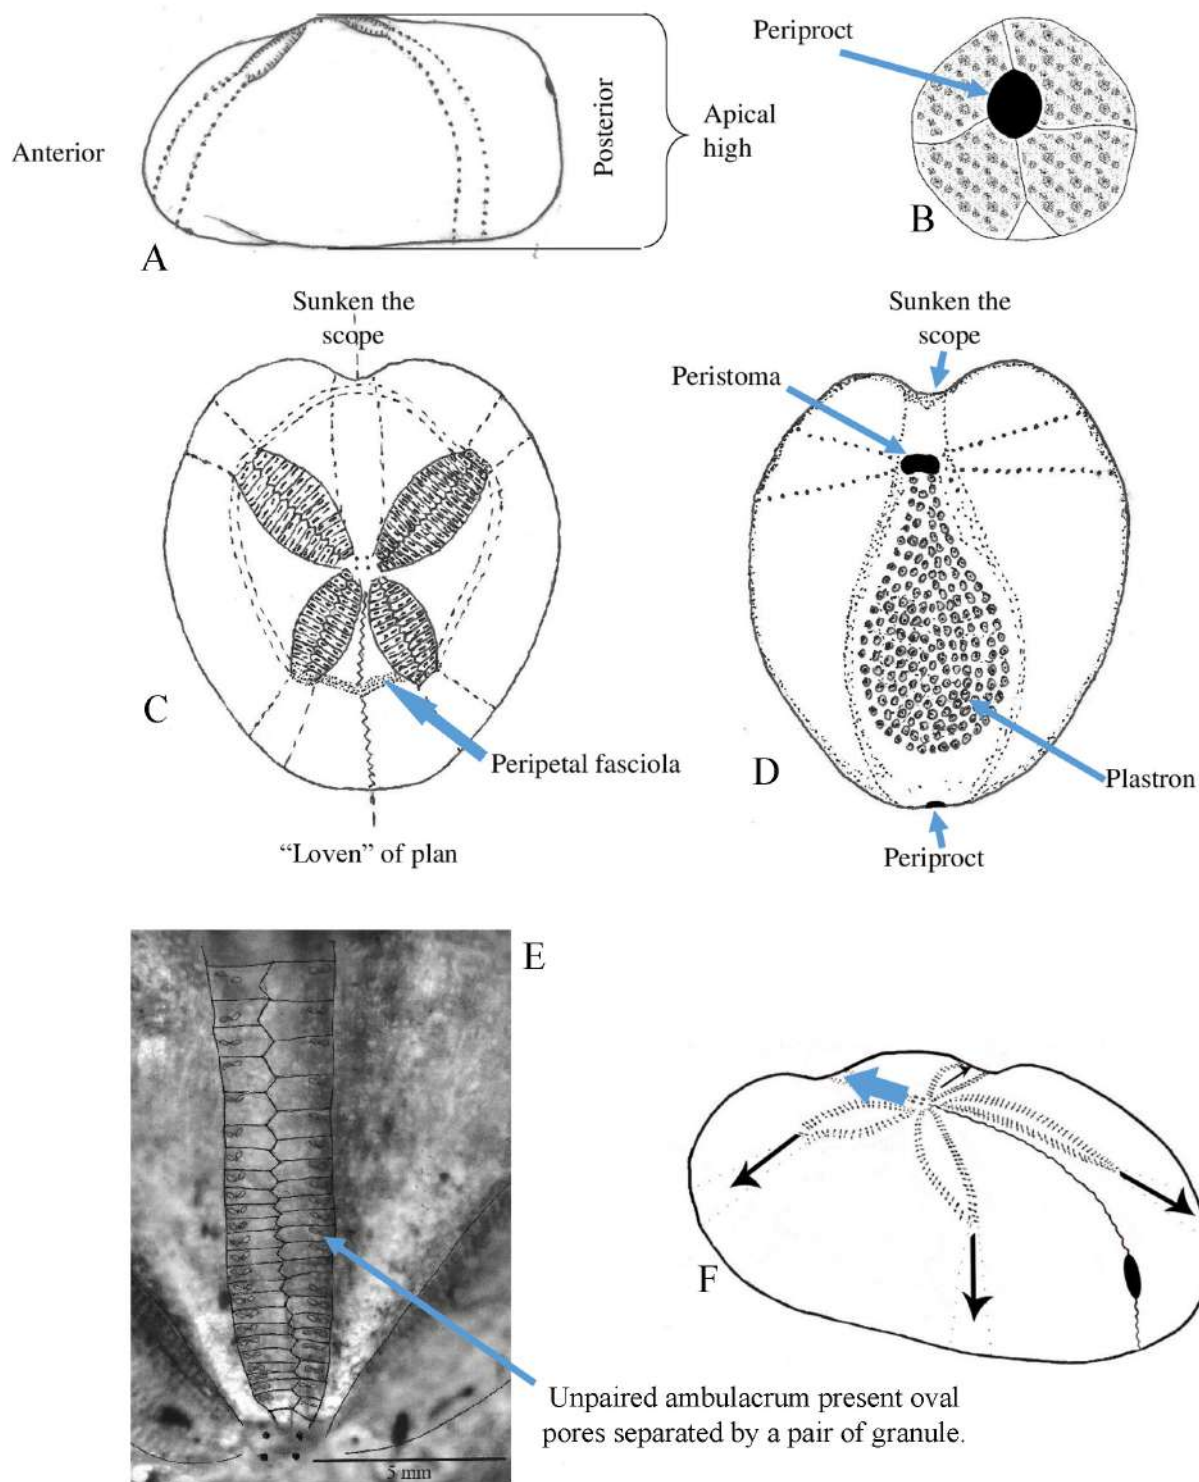 Periproct
Anterior
Posterior
Apical
high
A
B
Sunken the
scope
Sunken the
scope
Peristoma
C
Peripetal fasciola
D
Plastron
"Loven" of plan
Periproct
E
F
Unpaired ambulacrum present oval
pores separated by a pair of granule.
5 mm